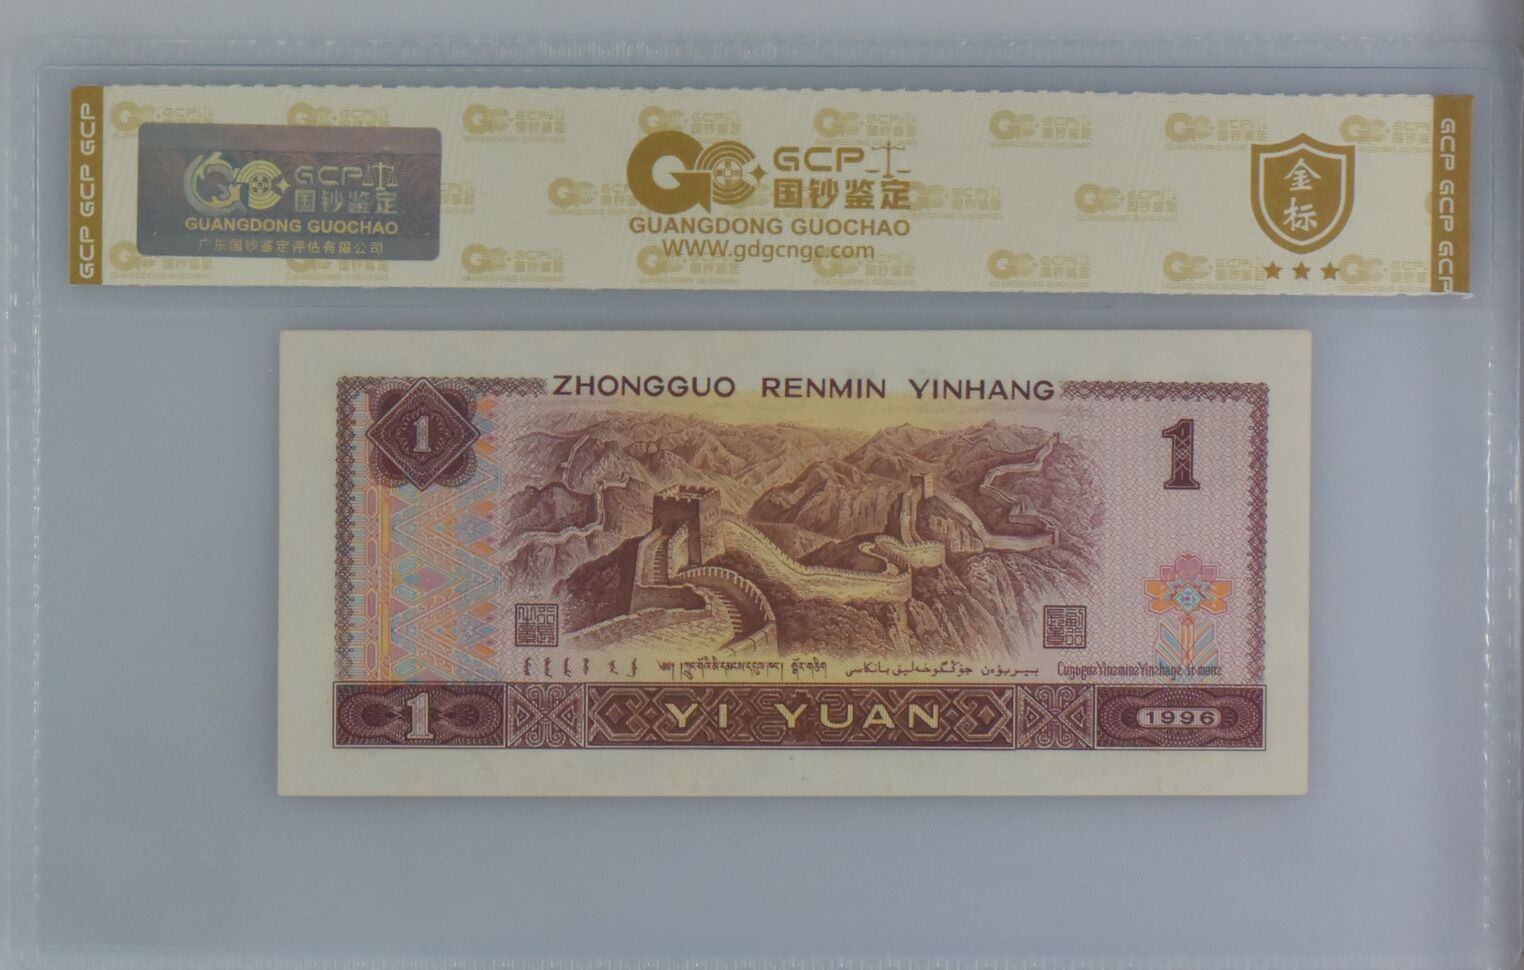 GCP GCP GCP
GCP
国钞鉴定
GUANGDONG GUOCHAO
广东国钞鉴定评估有限公司
GCP
国钞鉴定
GUANGDONG GUOCHAO
WWW.gdgcngc.com
金
标
GCP GCP GCP
ZHONGGUO RENMIN YINHANG
1
1
1
YI YUAN
1996